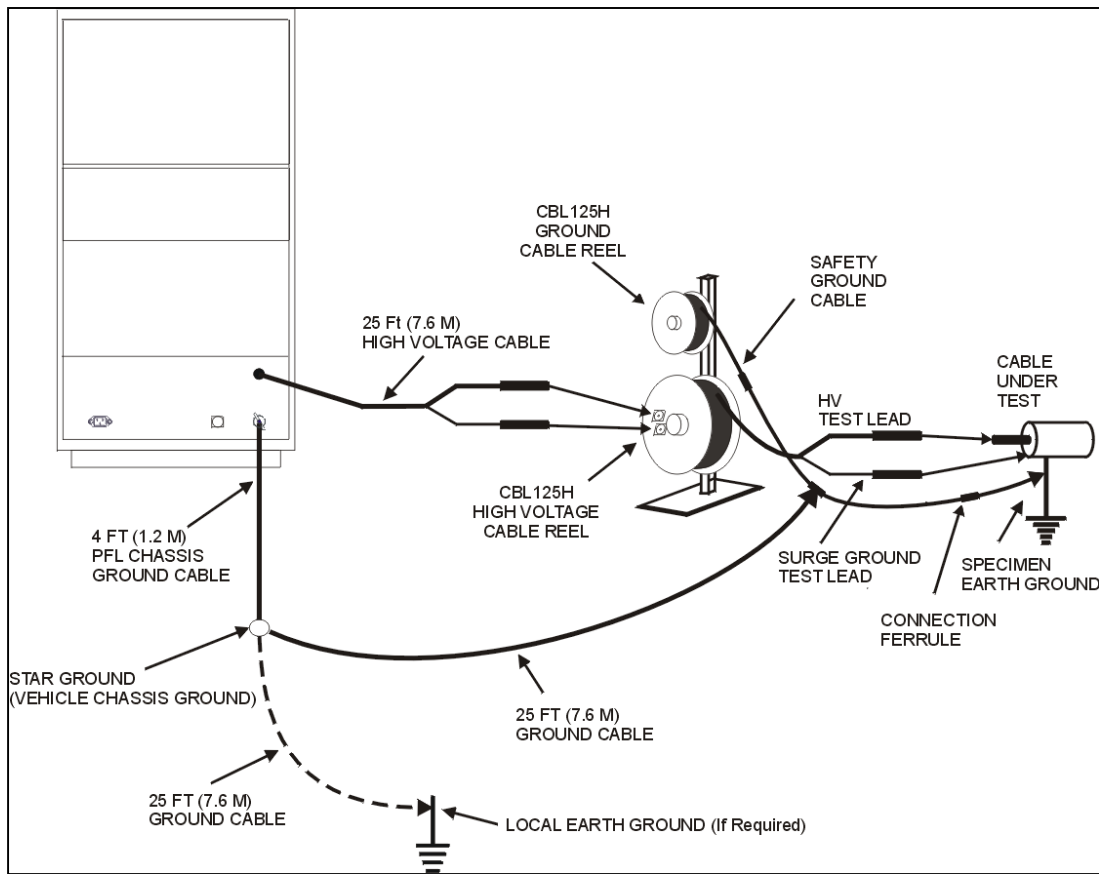 CBL125H
GROUND
CABLE REEL
SAFETY
GROUND
CABLE
25 Ft (7.6 M)
HIGH VOLTAGE CABLE
CABLE
UNDER
TEST
HV
TEST LEAD
CBL125H
HIGH VOLTAGE
CABLE REEL
4 FT (1.2 M)
PFL CHASSIS
GROUND CABLE
SURGE GROUND
TEST LEAD
SPECIMEN
EARTH GROUND
CONNECTION
FERRULE
STAR GROUND
(VEHICLE CHASSIS GROUND)
25 FT (7.6 M)
GROUND CABLE
25 FT (7.6 M)
GROUND CABLE
LOCAL EARTH GROUND (If Required)